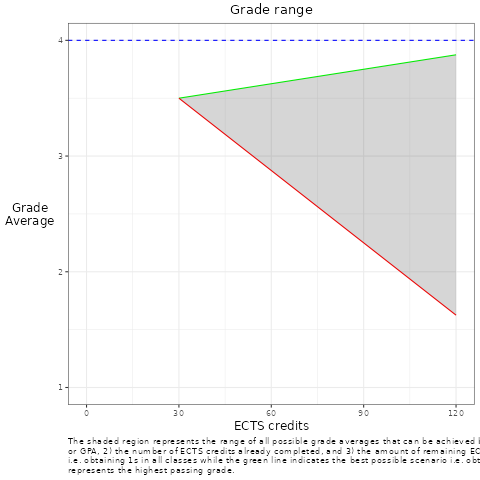 Grade range
4
3
2
1
Grade
Average
0
30
60
90
120
ECTS credits
The shaded region represents the range of all possible grade averages that can be achieved
or GPA, 2) the number of ECTS credits already completed, and 3) the amount of remaining
i.e. obtaining 1s in all classes while the green line indicates the best possible scenario i.e.
represents the highest passing grade.